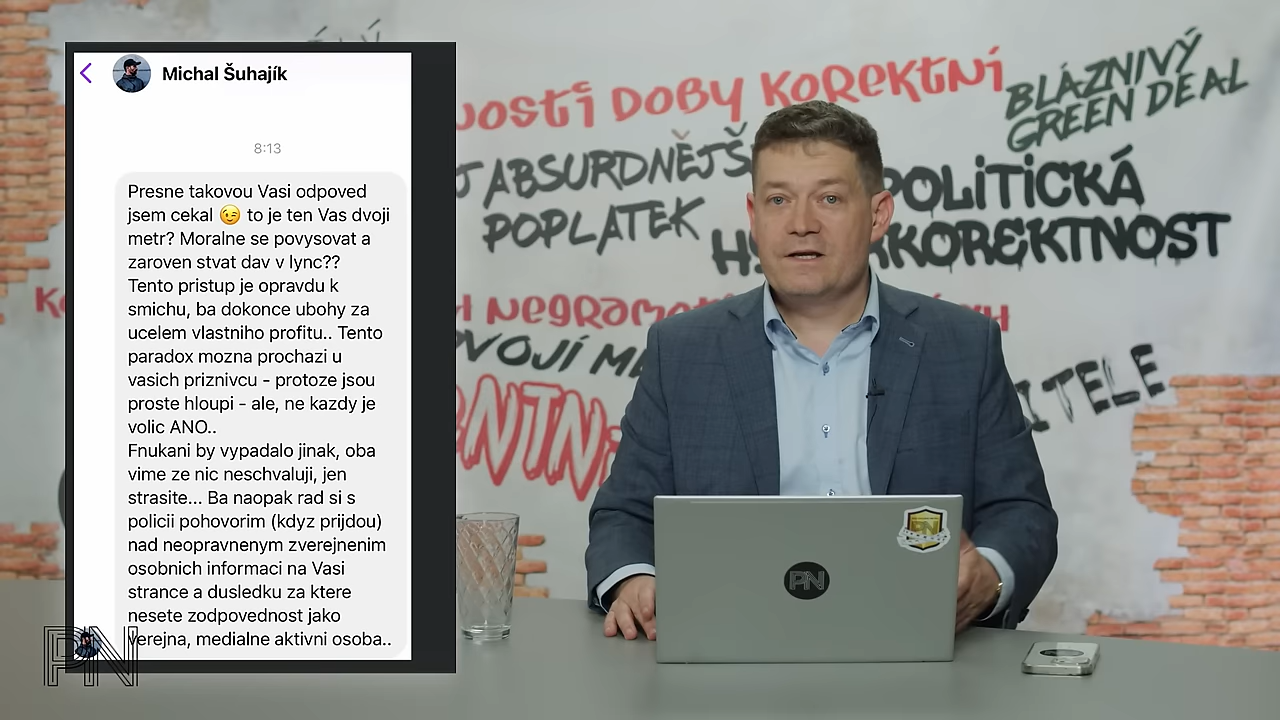 Michal Šuhajík
8:13
Presne takovou Vasi odpoved
jsem cekal 😉 to je ten Vas dvoji
metr? Moralne se povysovat a
zaroven stvat dav v lync??
Tento pristup je opravdu k
smichu, ba dokonce ubohy za
ucelem vlastniho profitu.. Tento
paradox mozna prochazi u
vasich priznivcu - protoze jsou
proste hloupi - ale, ne kazdy je
volic ANO..
Fnukani by vypadalo jinak, oba
vime ze nic neschvaluji, jen
strasite... Ba naopak rad si s
policii pohovorim (kdyz prijdou)
nad neopravnenym zverejnenim
osobnich informaci na Vasi
strance a dusledku za ktere
nesete zodpovednost jako
verejna, medialne aktivni osoba..
PN
DOBY KOREKTNÍ
BLÁZNIVÝ
GREEN DEAL
ABSURDNĚJŠ
POPLATEK
POLITICKÁ
KOREKTNOST
PN